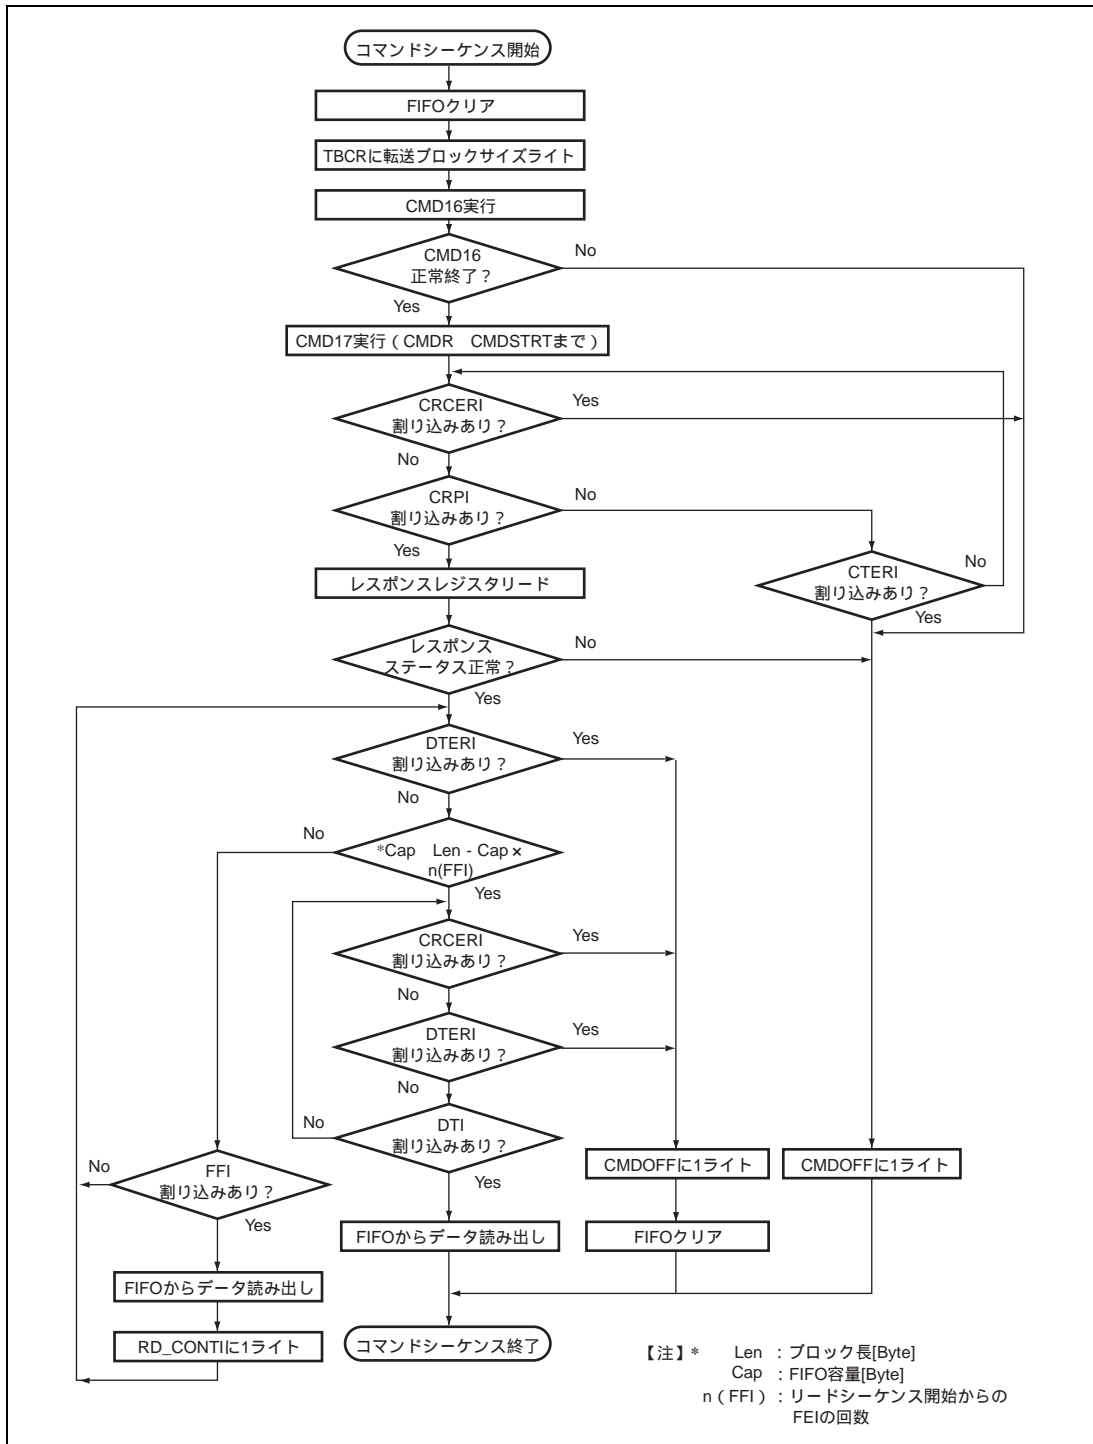 コマンドシーケンス開始
FIFOクリア
TBCRに転送ブロックサイズライト
CMD16実行
CMD16
正常終了？
No
Yes
CMD17実行（CMDR　CMDSTRTまで）
CRCERI
割り込みあり？
Yes
No
CRPI
割り込みあり？
No
Yes
CTERI
割り込みあり？
No
Yes
レスポンスレジスタリード
レスポンス
ステータス正常？
No
Yes
DTERI
割り込みあり？
Yes
No
*Cap　Len - Cap×
n(FFI)
No
Yes
CRCERI
割り込みあり？
Yes
No
DTERI
割り込みあり？
Yes
No
DTI
割り込みあり？
No
Yes
FFI
割り込みあり？
No
Yes
CMDOFFに1ライト
CMDOFFに1ライト
FIFOからデータ読み出し
FIFOクリア
FIFOからデータ読み出し
RD_CONTIに1ライト
コマンドシーケンス終了
【注】*　Len ：ブロック長[Byte]
Cap ：FIFO容量[Byte]
n（FFI）：リードシーケンス開始からの
FEIの回数